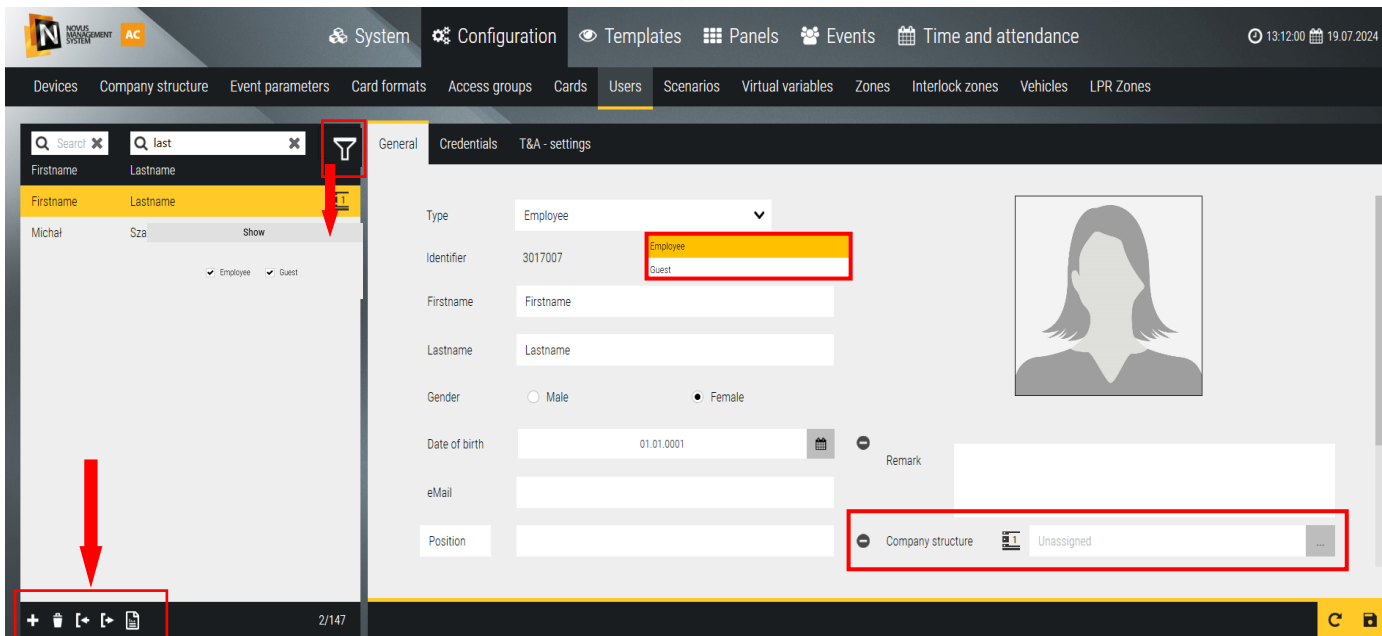 NOVUS
MANAGEMENT
SYSTEM
AC
System Configuration Templates Panels Events Time and attendance 13:12:00 19.07.2024
Devices Company structure Event parameters Card formats Access groups Cards Users Scenarios Virtual variables Zones Interlock zones Vehicles LPR Zones
Search last
Firstname Lastname
Firstname Lastname 1
Michał Sza
Show
Employee Guest
2/147
General Credentials T&A - settings
Type Employee
Employee
Guest
Identifier 3017007
Firstname Firstname
Lastname Lastname
Gender Male Female
Date of birth 01.01.0001
eMail
Position
Remark
Company structure 1 Unassigned ...